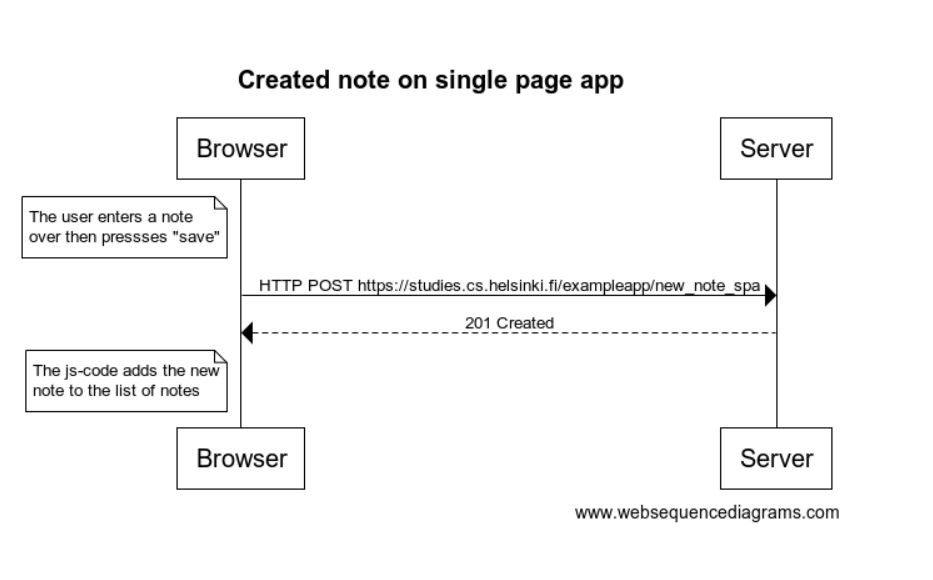 Created note on single page app
Browser
Server
The user enters a note
over then pressses "save"
HTTP POST https://studies.cs.helsinki.fi/exampleapp/new_note_spa
201 Created
The js-code adds the new
note to the list of notes
Browser
Server
www.websequencediagrams.com